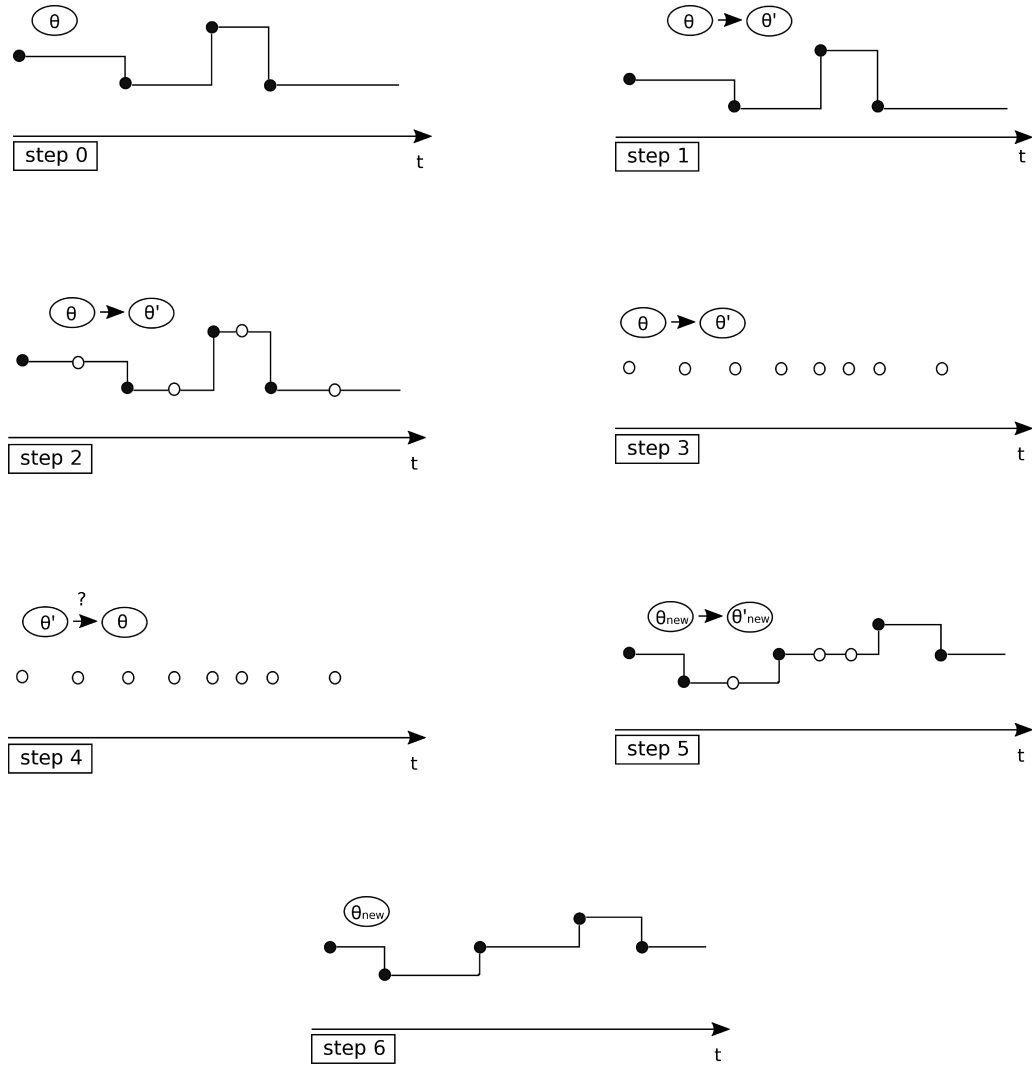 θ
t
step 0
θ θ'
t
step 1
θ θ'
t
step 2
θ θ'
t
step 3
?
θ' θ
t
step 4
θnew θ'new
t
step 5
θnew
t
step 6